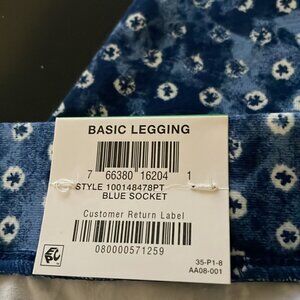 BASIC LEGGING
7 66380 16204 1
STYLE 100148478PT
BLUE SOCKET
Customer Return Label
080000571259
35-P1-8
AA08-001